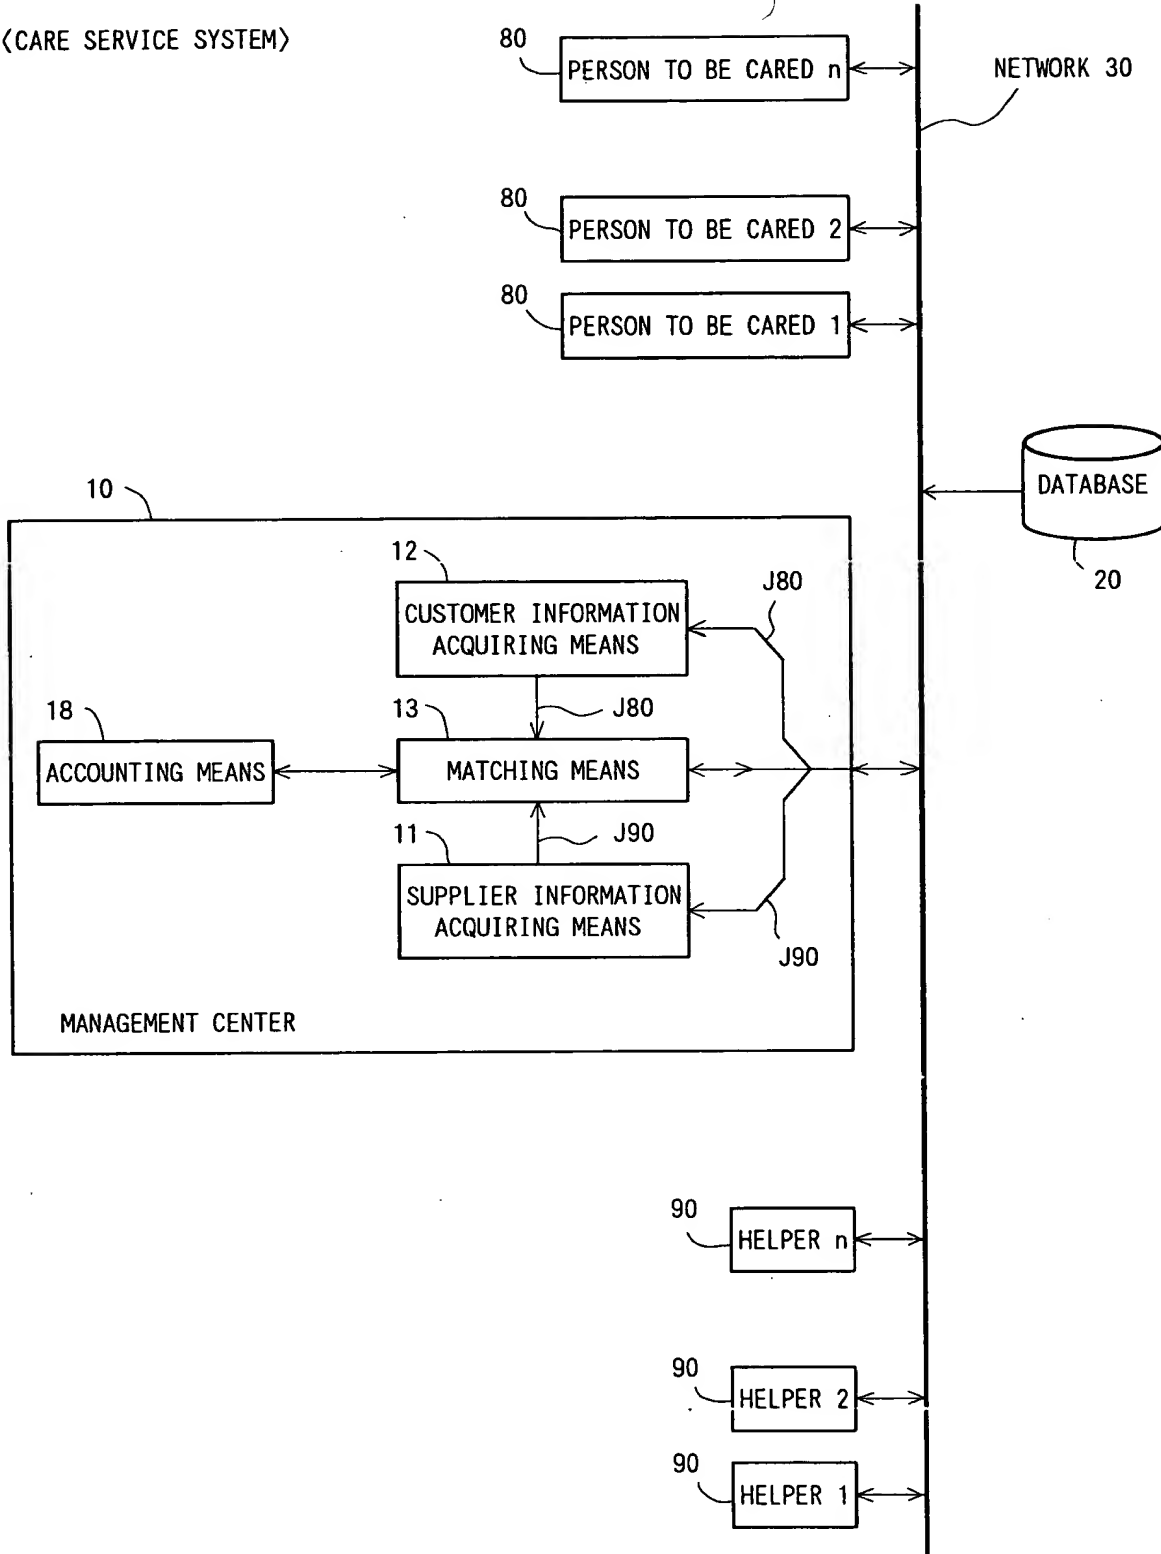 〈CARE SERVICE SYSTEM〉
80
PERSON TO BE CARED n
NETWORK 30
80
PERSON TO BE CARED 2
80
PERSON TO BE CARED 1
DATABASE
20
10
12
CUSTOMER INFORMATION
ACQUIRING MEANS
J80
18
13
J80
ACCOUNTING MEANS
MATCHING MEANS
11
J90
SUPPLIER INFORMATION
ACQUIRING MEANS
J90
MANAGEMENT CENTER
90
HELPER n
90
HELPER 2
90
HELPER 1